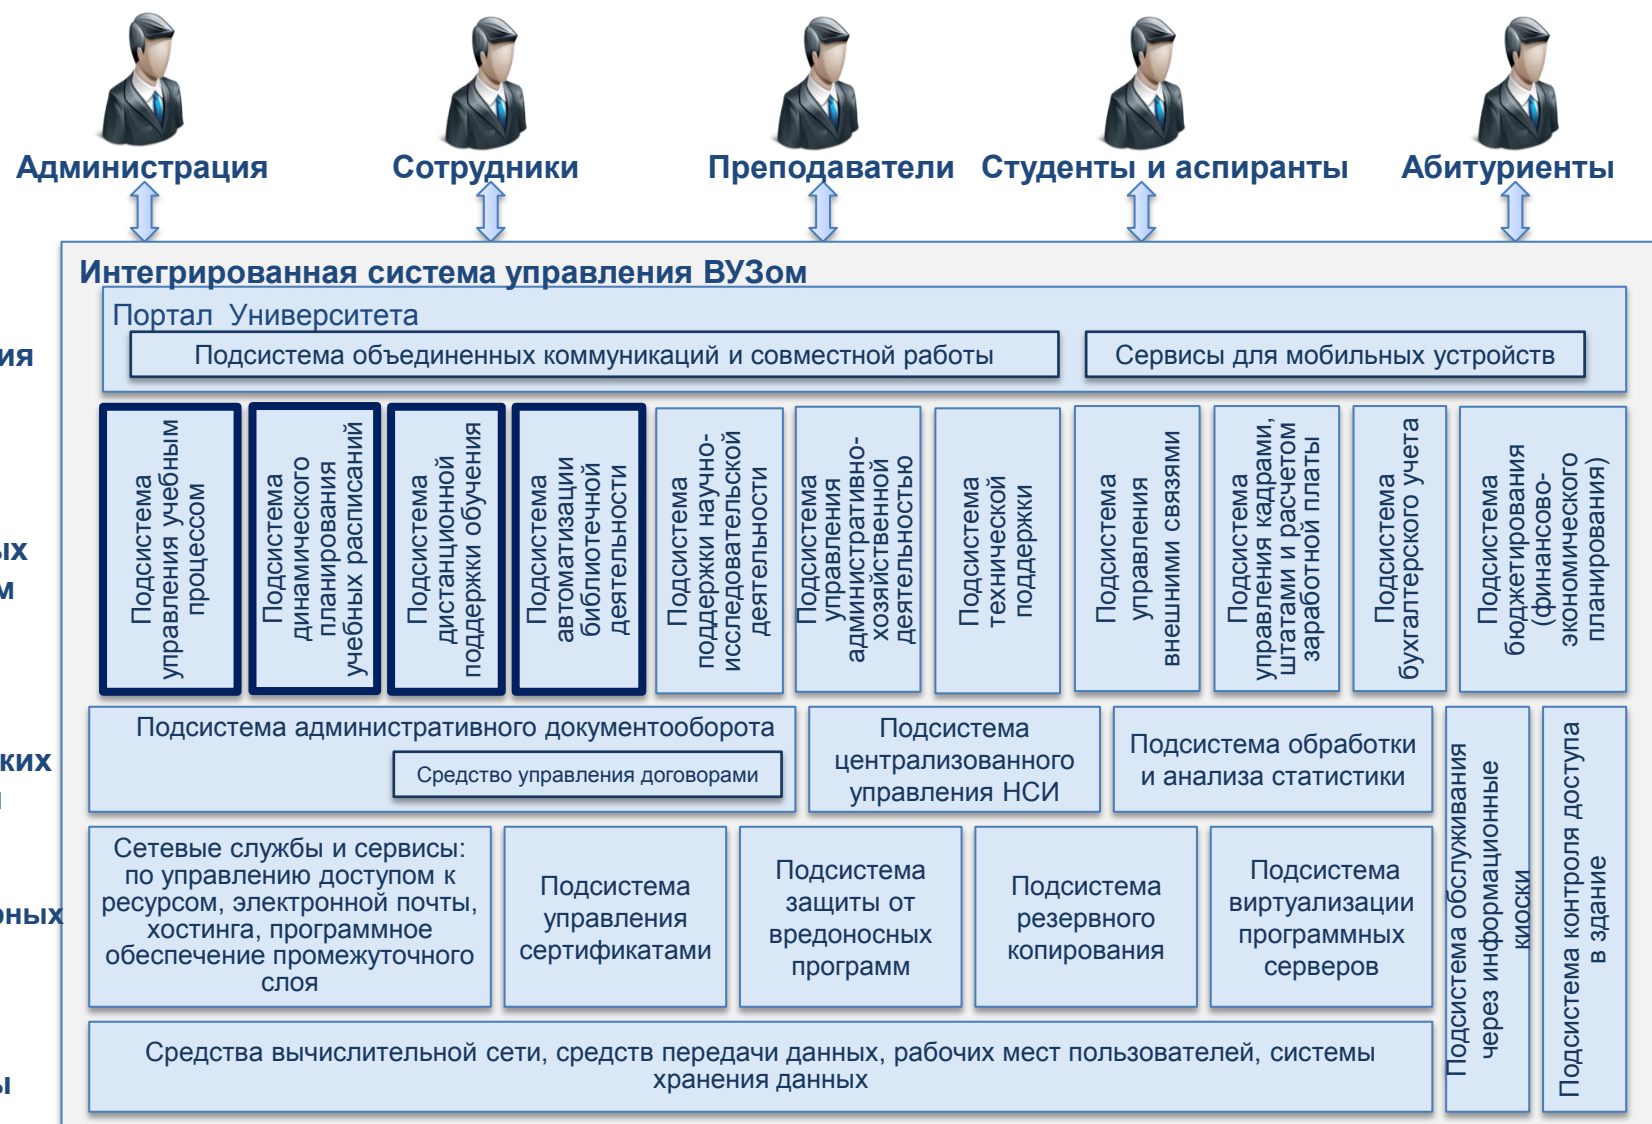 Администрация
Сотрудники
Преподаватели
Студенты и аспиранты
Абитуриенты
Интегрированная система управления ВУЗом
Портал Университета
Подсистема объединенных коммуникаций и совместной работы
Сервисы для мобильных устройств
Подсистема
управления учебным
процессом
Подсистема
динамического
планирования
учебных расписаний
Подсистема
дистанционной
поддержки обучения
Подсистема
автоматизации
библиотечной
деятельности
Подсистема
поддержки научно-
исследовательской
деятельности
Подсистема
управления
административно-
хозяйственной
деятельностью
Подсистема
технической
поддержки
Подсистема
управления
внешними связями
Подсистема
управления кадрами,
штатами и расчетом
заработной платы
Подсистема
бухгалтерского учета
Подсистема
бюджетирования
(финансово-
экономического
планирования)
Подсистема административного документооборота
Средство управления договорами
Подсистема
централизованного
управления НСИ
Подсистема обработки
и анализа статистики
Подсистема обслуживания
через информационные
киоски
Подсистема контроля доступа
в здание
Сетевые службы и сервисы:
по управлению доступом к
ресурсом, электронной почты,
хостинга, программное
обеспечение промежуточного
слоя
Подсистема
управления
сертификатами
Подсистема
защиты от
вредоносных
программ
Подсистема
резервного
копирования
Подсистема
виртуализации
программных
серверов
Средства вычислительной сети, средств передачи данных, рабочих мест пользователей, системы
хранения данных